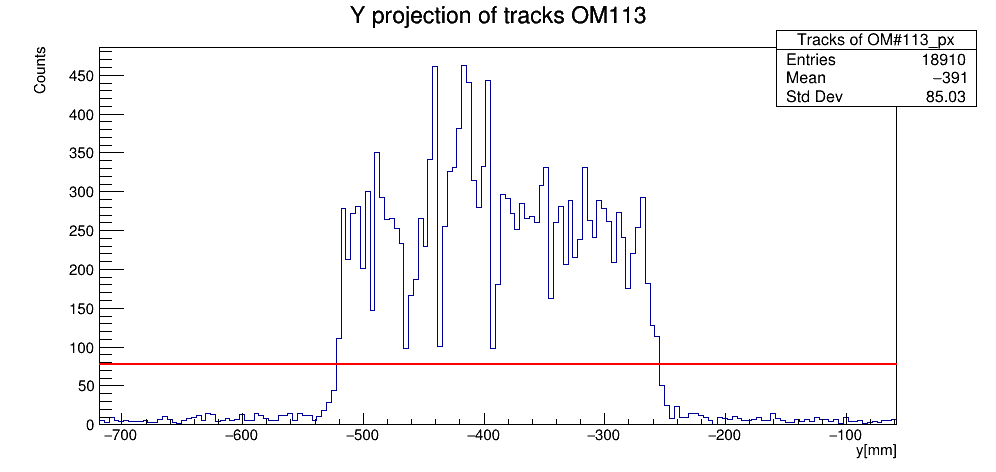 Y projection of tracks OM113
Tracks of OM#113_px
Entries 18910
Mean −391
Std Dev 85.03
Counts
450
400
350
300
250
200
150
100
50
0
−700 −600 −500 −400 −300 −200 −100
y[mm]